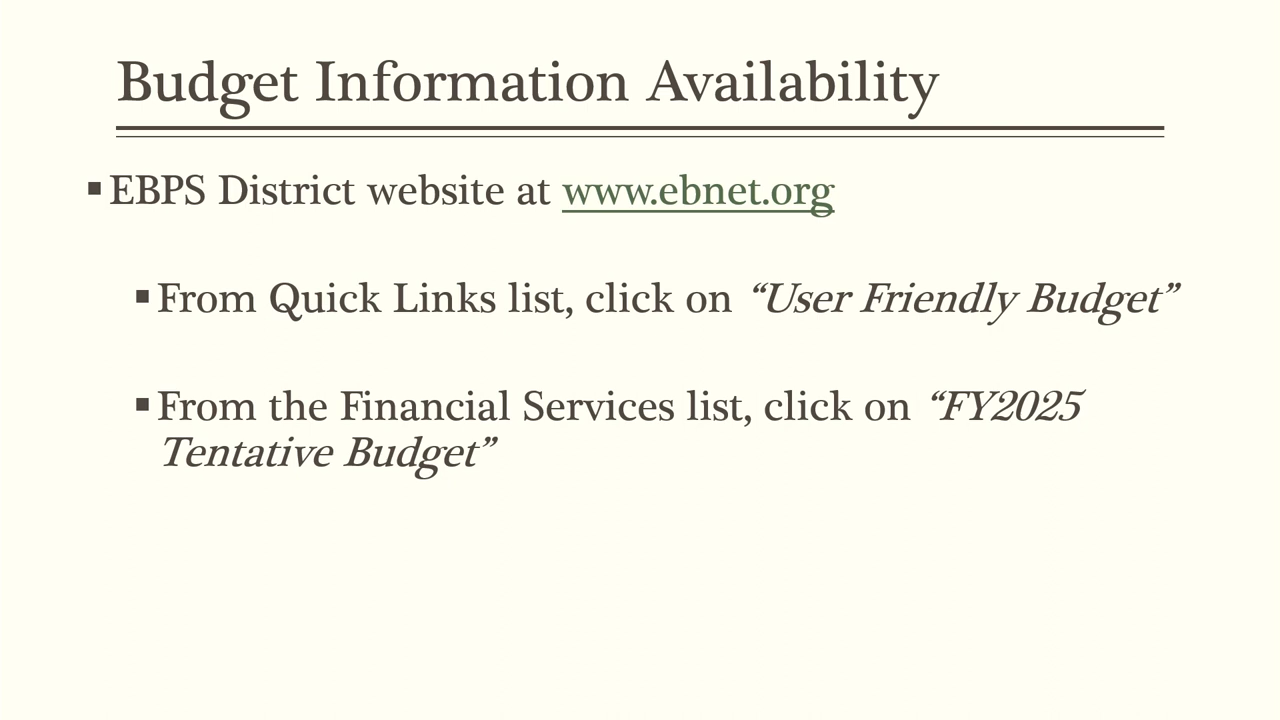 Budget Information Availability
▪ EBPS District website at www.ebnet.org
▪ From Quick Links list, click on “User Friendly Budget”
▪ From the Financial Services list, click on “FY2025
Tentative Budget”